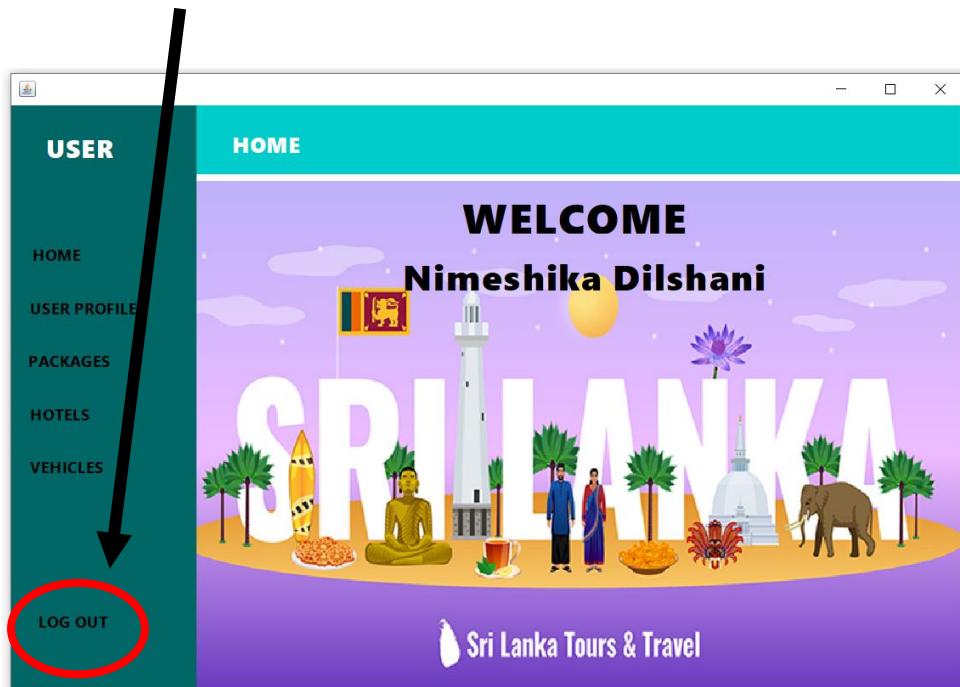 USER
HOME
WELCOME
Nimeshika Dilshani
HOME
USER PROFILE
PACKAGES
HOTELS
VEHICLES
LOG OUT
SRI LANKA
Sri Lanka Tours & Travel